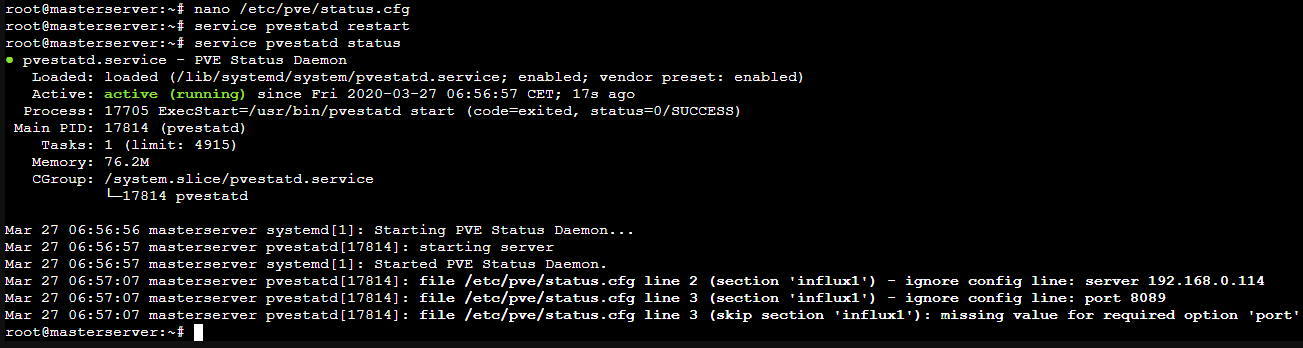 root@masterserver:~# nano /etc/pve/status.cfg
root@masterserver:~# service pvestatd restart
root@masterserver:~# service pvestatd status
● pvestatd.service - PVE Status Daemon
   Loaded: loaded (/lib/systemd/system/pvestatd.service; enabled; vendor preset: enabled)
   Active: active (running) since Fri 2020-03-27 06:56:57 CET; 17s ago
  Process: 17705 ExecStart=/usr/bin/pvestatd start (code=exited, status=0/SUCCESS)
 Main PID: 17814 (pvestatd)
    Tasks: 1 (limit: 4915)
   Memory: 76.2M
   CGroup: /system.slice/pvestatd.service
           └─17814 pvestatd

Mar 27 06:56:56 masterserver systemd[1]: Starting PVE Status Daemon...
Mar 27 06:56:57 masterserver pvestatd[17814]: starting server
Mar 27 06:56:57 masterserver systemd[1]: Started PVE Status Daemon.
Mar 27 06:57:07 masterserver pvestatd[17814]: file /etc/pve/status.cfg line 2 (section 'influx1') - ignore config line: server 192.168.0.114
Mar 27 06:57:07 masterserver pvestatd[17814]: file /etc/pve/status.cfg line 3 (section 'influx1') - ignore config line: port 8089
Mar 27 06:57:07 masterserver pvestatd[17814]: file /etc/pve/status.cfg line 3 (skip section 'influx1'): missing value for required option 'port'
root@masterserver:~#